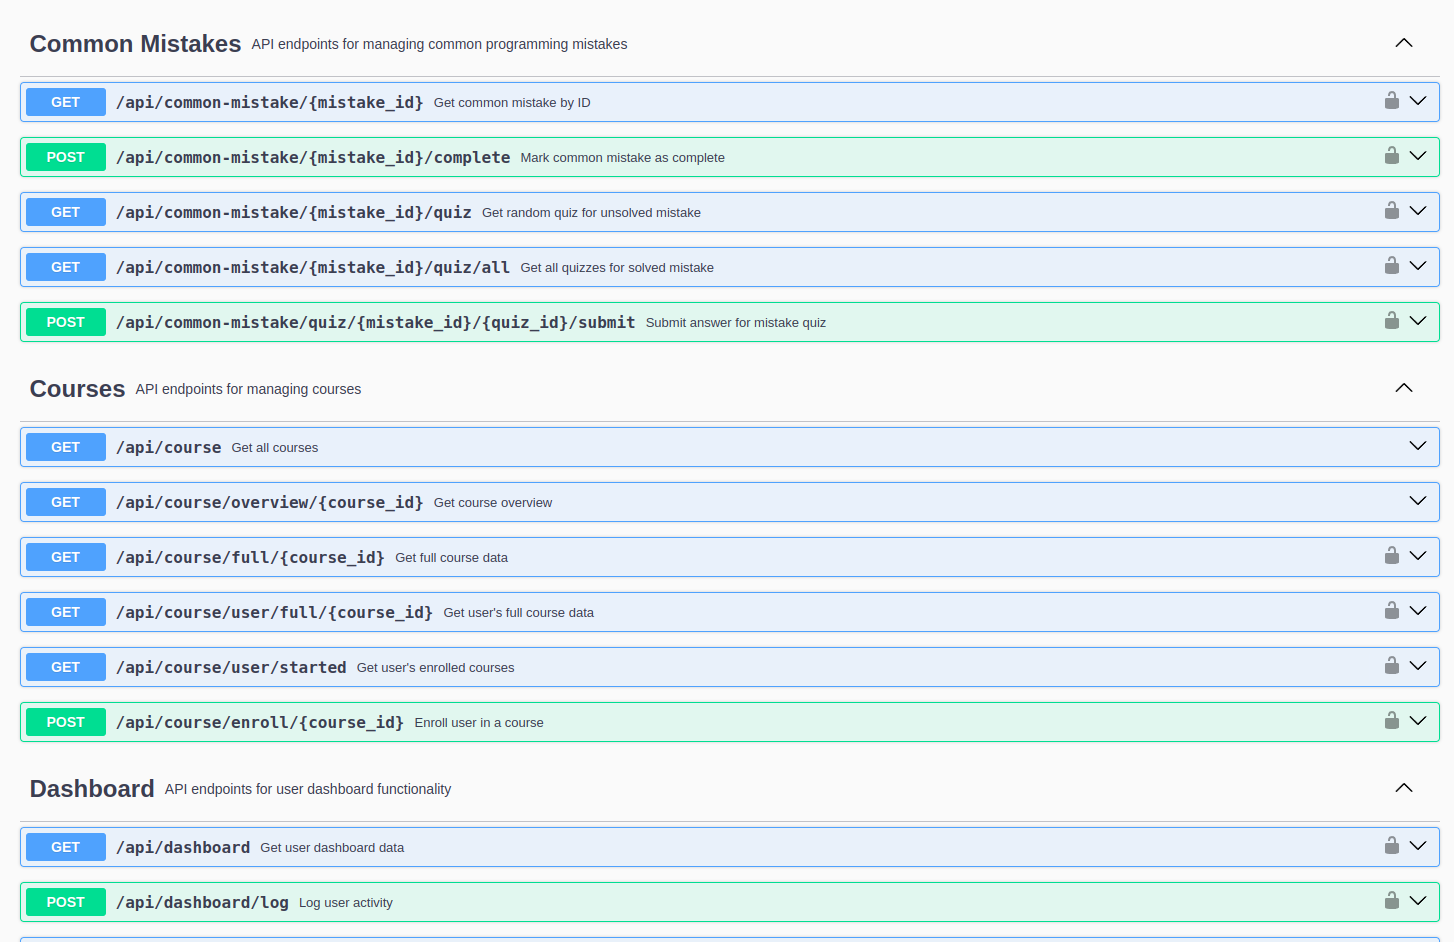 Common Mistakes API endpoints for managing common programming mistakes
GET /api/common-mistake/{mistake_id} Get common mistake by ID
POST /api/common-mistake/{mistake_id}/complete Mark common mistake as complete
GET /api/common-mistake/{mistake_id}/quiz Get random quiz for unsolved mistake
GET /api/common-mistake/{mistake_id}/quiz/all Get all quizzes for solved mistake
POST /api/common-mistake/quiz/{mistake_id}/{quiz_id}/submit Submit answer for mistake quiz
Courses API endpoints for managing courses
GET /api/course Get all courses
GET /api/course/overview/{course_id} Get course overview
GET /api/course/full/{course_id} Get full course data
GET /api/course/user/full/{course_id} Get user's full course data
GET /api/course/user/started Get user's enrolled courses
POST /api/course/enroll/{course_id} Enroll user in a course
Dashboard API endpoints for user dashboard functionality
GET /api/dashboard Get user dashboard data
POST /api/dashboard/log Log user activity